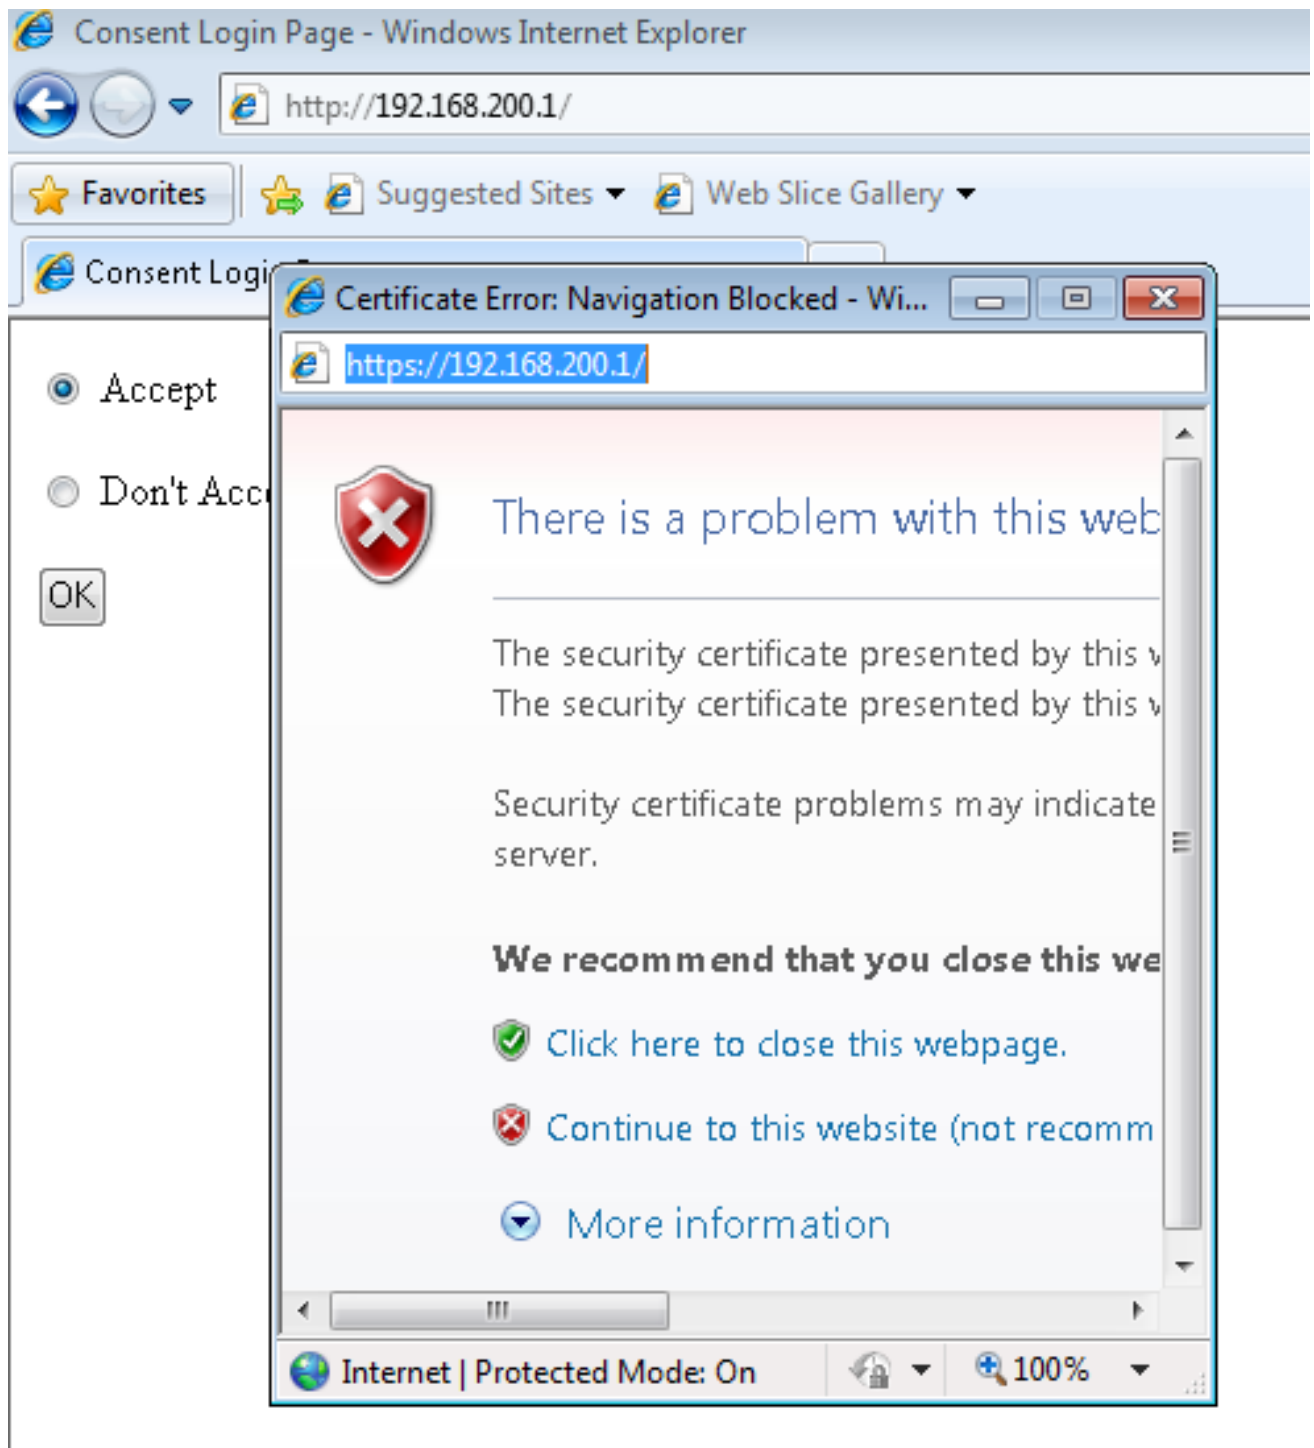 Consent Login Page - Windows Internet Explorer
http://192.168.200.1/
Favorites Suggested Sites Web Slice Gallery
Consent Logi
Certificate Error: Navigation Blocked - Wi...
https://192.168.200.1/
Accept
Don't Acc
OK
There is a problem with this web
The security certificate presented by this
The security certificate presented by this
Security certificate problems may indicate
server.
We recommend that you close this we
Click here to close this webpage.
Continue to this website (not recomm
More information
Internet | Protected Mode: On 100%